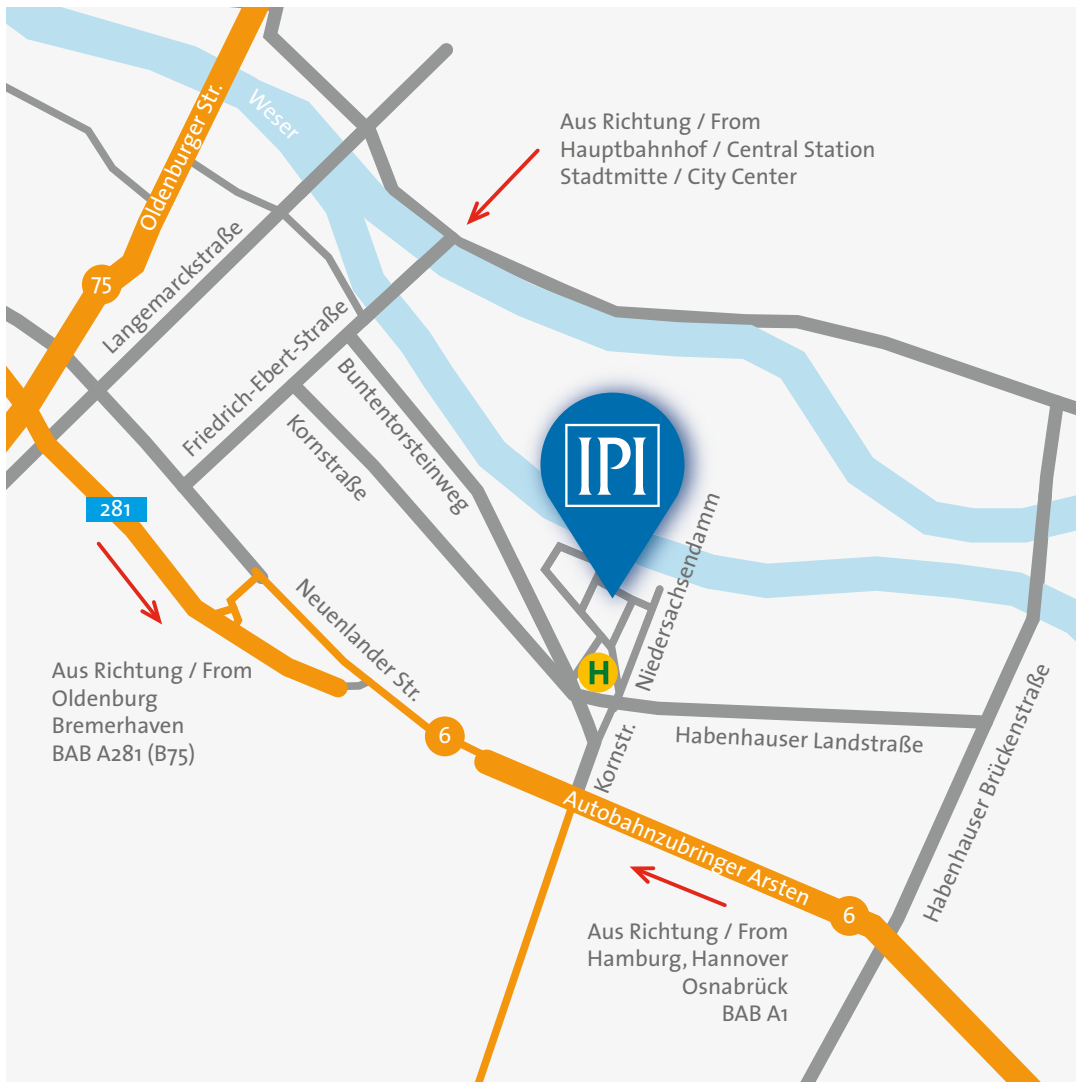 Oldenburger Str.
Weser
Aus Richtung / From
Hauptbahnhof / Central Station
Stadtmitte / City Center
75
Langemarckstraße
Friedrich-Ebert-Straße
Buntentorsteinweg
Kornstraße
IPI
281
Niedersachsendamm
Neuenlander Str.
H
Aus Richtung / From
Oldenburg
Bremerhaven
BAB A281 (B75)
6
Kornstr.
Habenhauser Landstraße
Habenhauser Brückenstraße
Autobahnzubringer Arsten
6
Aus Richtung / From
Hamburg, Hannover
Osnabrück
BAB A1